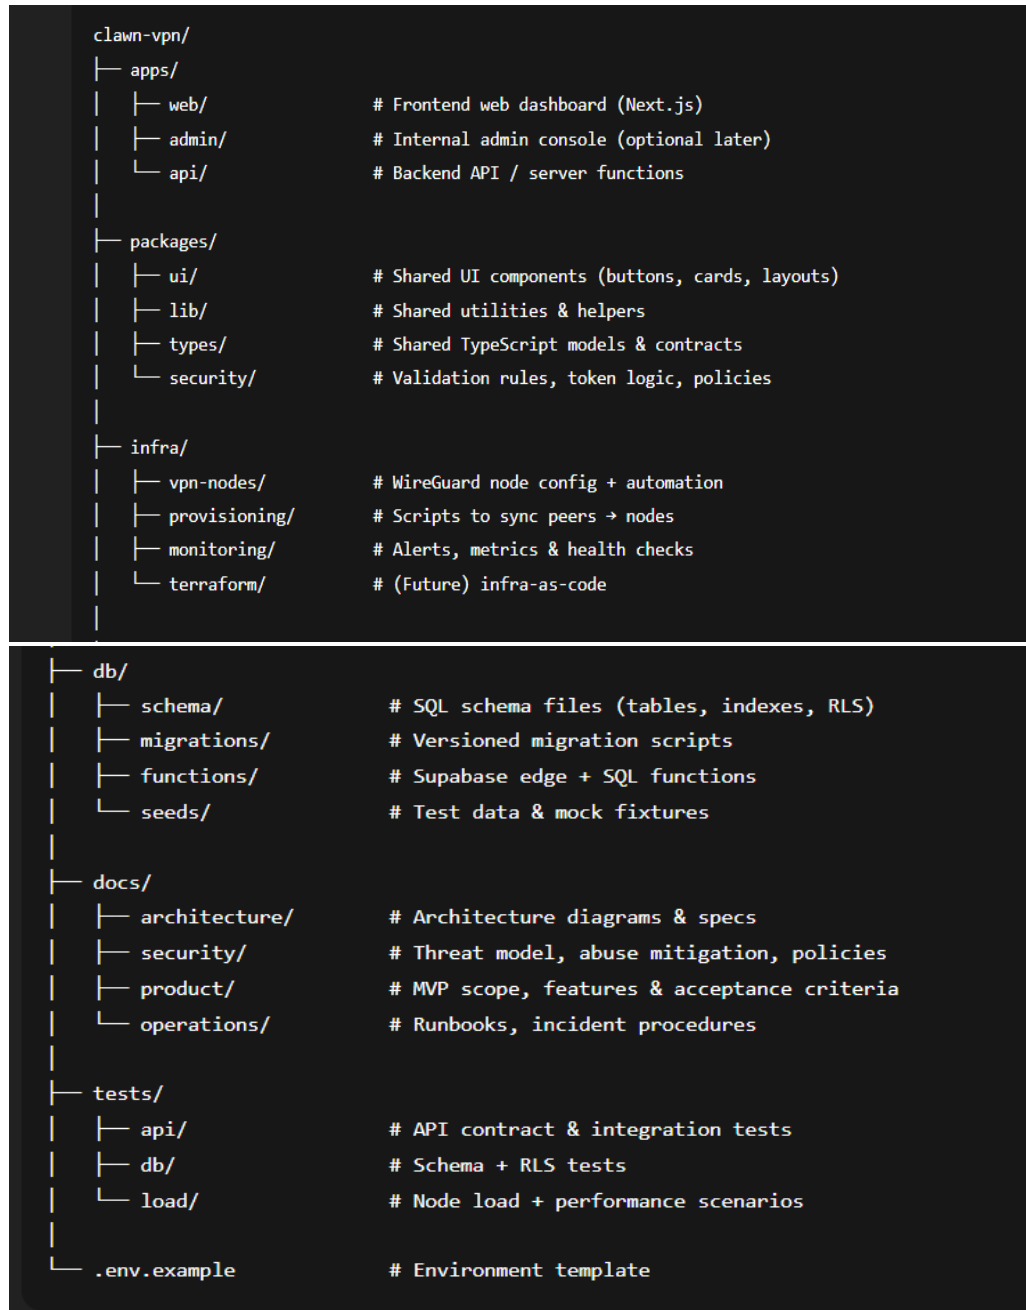 clawn-vpn/
├── apps/
│   ├── web/                # Frontend web dashboard (Next.js)
│   ├── admin/              # Internal admin console (optional later)
│   └── api/                # Backend API / server functions
│
├── packages/
│   ├── ui/                 # Shared UI components (buttons, cards, layouts)
│   ├── lib/                # Shared utilities & helpers
│   ├── types/              # Shared TypeScript models & contracts
│   └── security/           # Validation rules, token logic, policies
│
├── infra/
│   ├── vpn-nodes/          # WireGuard node config + automation
│   ├── provisioning/       # Scripts to sync peers → nodes
│   ├── monitoring/         # Alerts, metrics & health checks
│   └── terraform/          # (Future) infra-as-code
│
├── db/
│   ├── schema/             # SQL schema files (tables, indexes, RLS)
│   ├── migrations/         # Versioned migration scripts
│   ├── functions/          # Supabase edge + SQL functions
│   └── seeds/              # Test data & mock fixtures
│
├── docs/
│   ├── architecture/       # Architecture diagrams & specs
│   ├── security/           # Threat model, abuse mitigation, policies
│   ├── product/            # MVP scope, features & acceptance criteria
│   └── operations/         # Runbooks, incident procedures
│
├── tests/
│   ├── api/                # API contract & integration tests
│   ├── db/                 # Schema + RLS tests
│   └── load/               # Node load + performance scenarios
│
└── .env.example            # Environment template